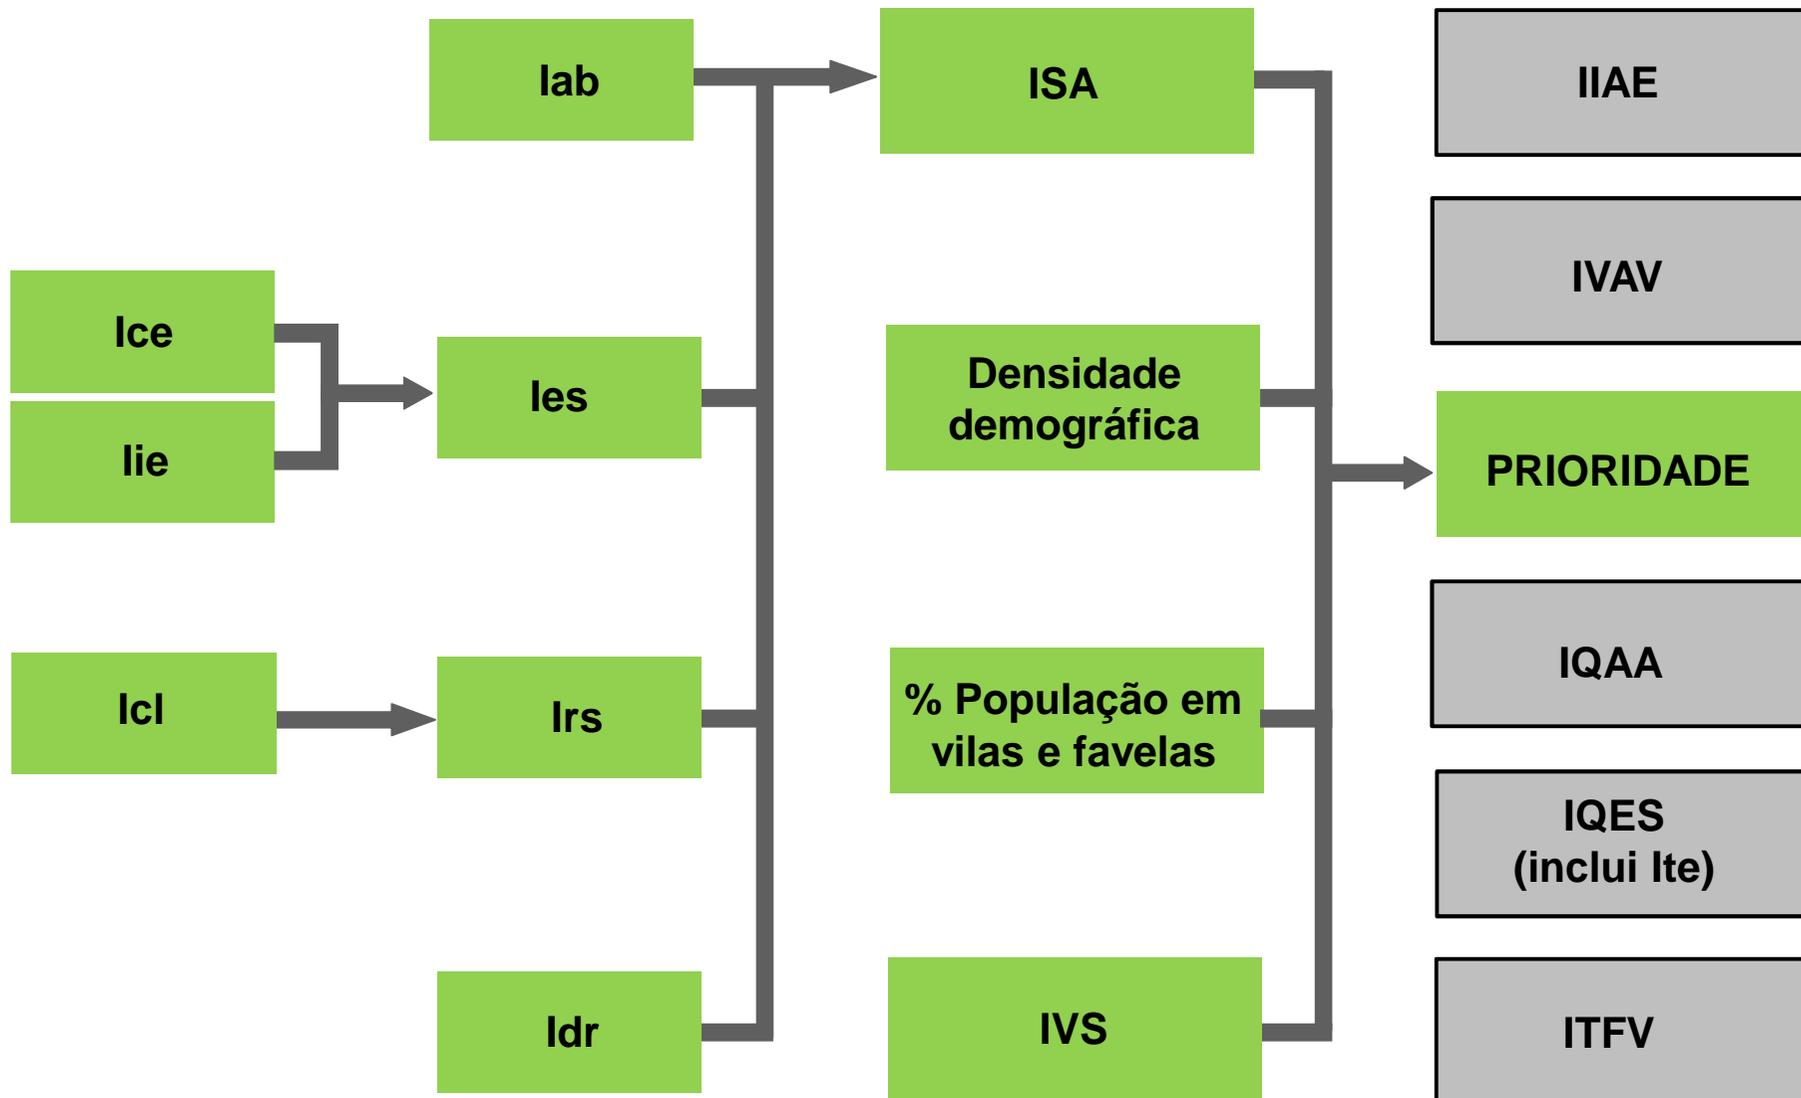 Iab
Ice
Iie
Ies
Icl
Irs
Idr
ISA
Densidade
demográfica
% População em
vilas e favelas
IVS
IIAE
IVAV
PRIORIDADE
IQAA
IQES
(inclui Ite)
ITFV